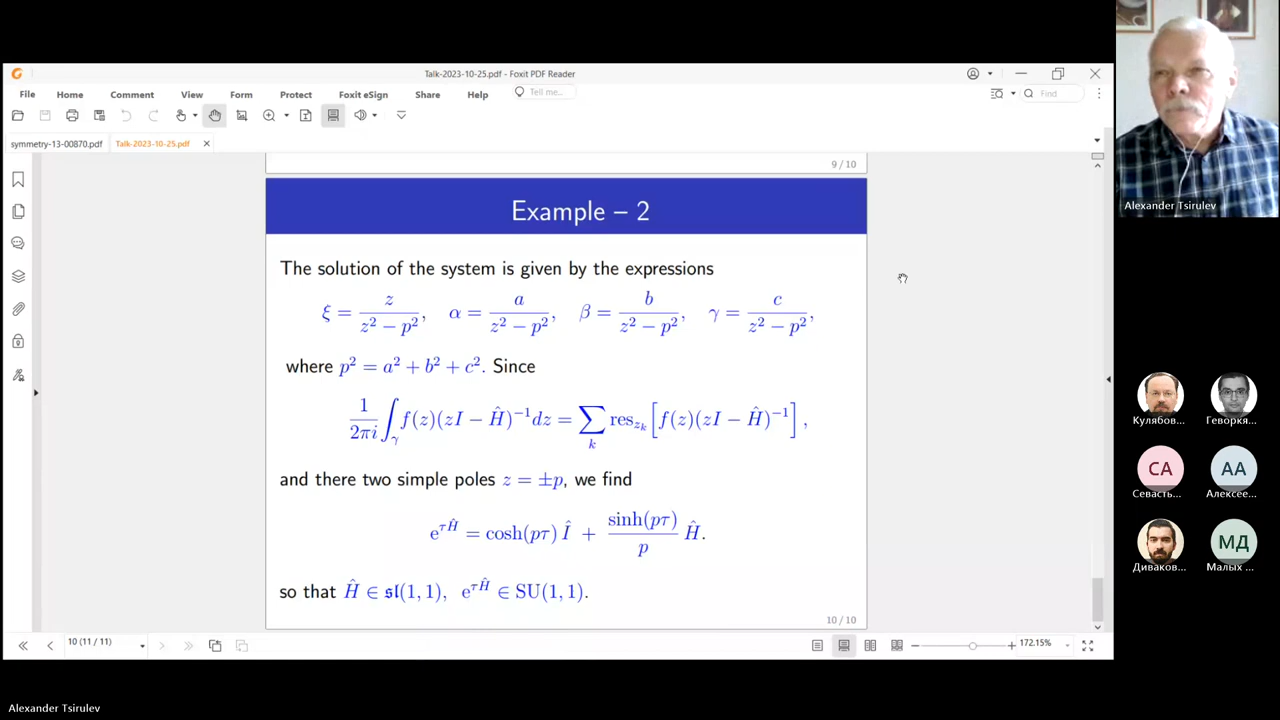 Talk-2023-10-25.pdf - Foxit PDF Reader
File Home Comment View Form Protect Foxit eSign Share Help Tell me... Find
symmetry-13-00870.pdf Talk-2023-10-25.pdf
9 / 10
Example – 2
The solution of the system is given by the expressions
ξ = z/(z² − p²), α = a/(z² − p²), β = b/(z² − p²), γ = c/(z² − p²),
where p² = a² + b² + c². Since
1/(2πi) ∫_γ f(z)(zI − Ĥ)⁻¹dz = ∑_k res_{z_k} [f(z)(zI − Ĥ)⁻¹],
and there two simple poles z = ±p, we find
e^{τĤ} = cosh(pτ) Î + sinh(pτ)/p Ĥ.
so that Ĥ ∈ 𝔰𝔩(1, 1), e^{τĤ} ∈ SU(1, 1).
10 / 10
10 (11 / 11)
172.15%
Alexander Tsirulev
Кулябов...
Геворкя...
СА
Севасть...
АА
Алексее...
Диваков...
МД
Малых ...
Alexander Tsirulev